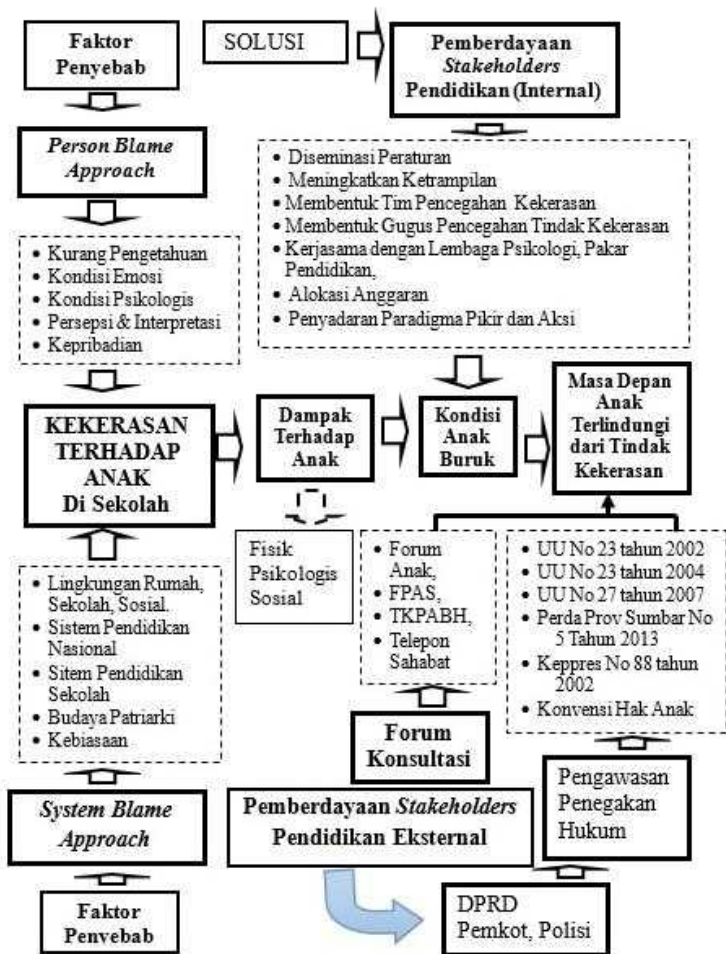 Faktor
Penyebab
SOLUSI
Pemberdayaan
Stakeholders
Pendidikan (Internal)
Person Blame
Approach
• Diseminasi Peraturan
• Meningkatkan Ketrampilan
• Membentuk Tim Pencegahan Kekerasan
• Membentuk Gugus Pencegahan Tindak Kekerasan
• Kerjasama dengan Lembaga Psikologi, Pakar
Pendidikan,
• Alokasi Anggaran
• Penyadaran Paradigma Pikir dan Aksi
• Kurang Pengetahuan
• Kondisi Emosi
• Kondisi Psikologis
• Persepsi & Interpretasi
• Kepribadian
KEKERASAN
TERHADAP
ANAK
Di Sekolah
Dampak
Terhadap
Anak
Kondisi
Anak
Buruk
Masa Depan
Anak
Terlindungi
dari Tindak
Kekerasan
Fisik
Psikologis
Sosial
• Forum
Anak,
• FPAS,
• TKPABH,
• Telepon
Sahabat
• UU No 23 tahun 2002
• UU No 23 tahun 2004
• UU No 27 tahun 2007
• Perda Prov Sumbar No
5 Tahun 2013
• Keppres No 88 tahun
2002
• Konvensi Hak Anak
• Lingkungan Rumah,
Sekolah, Sosial.
• Sistem Pendidikan
Nasional
• Sitem Pendidikan
Sekolah
• Budaya Patriarki
• Kebiasaan
Forum
Konsultasi
System Blame
Approach
Pemberdayaan Stakeholders
Pendidikan Eksternal
Pengawasan
Penegakan
Hukum
Faktor
Penyebab
DPRD
Pemkot, Polisi